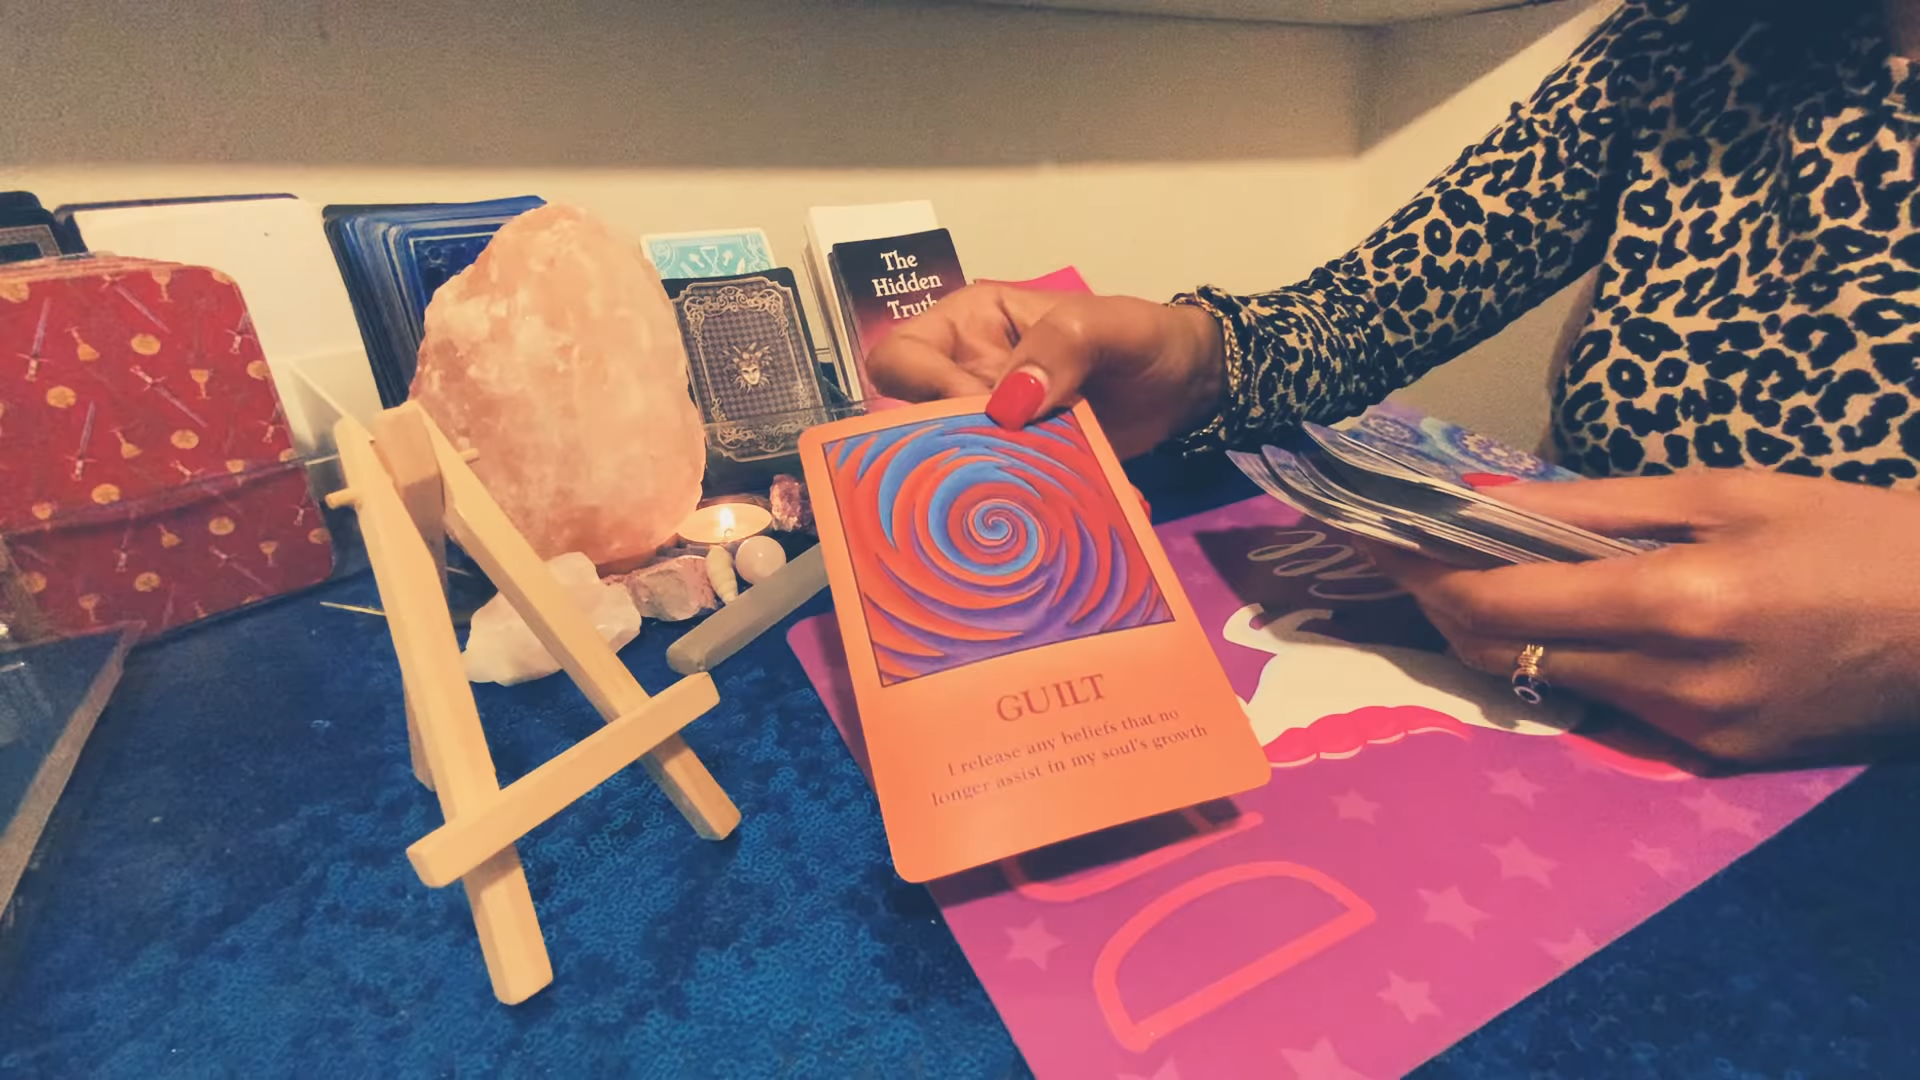 The
Hidden
Truth
GUILT
I release any beliefs that no
longer assist in my soul's growth